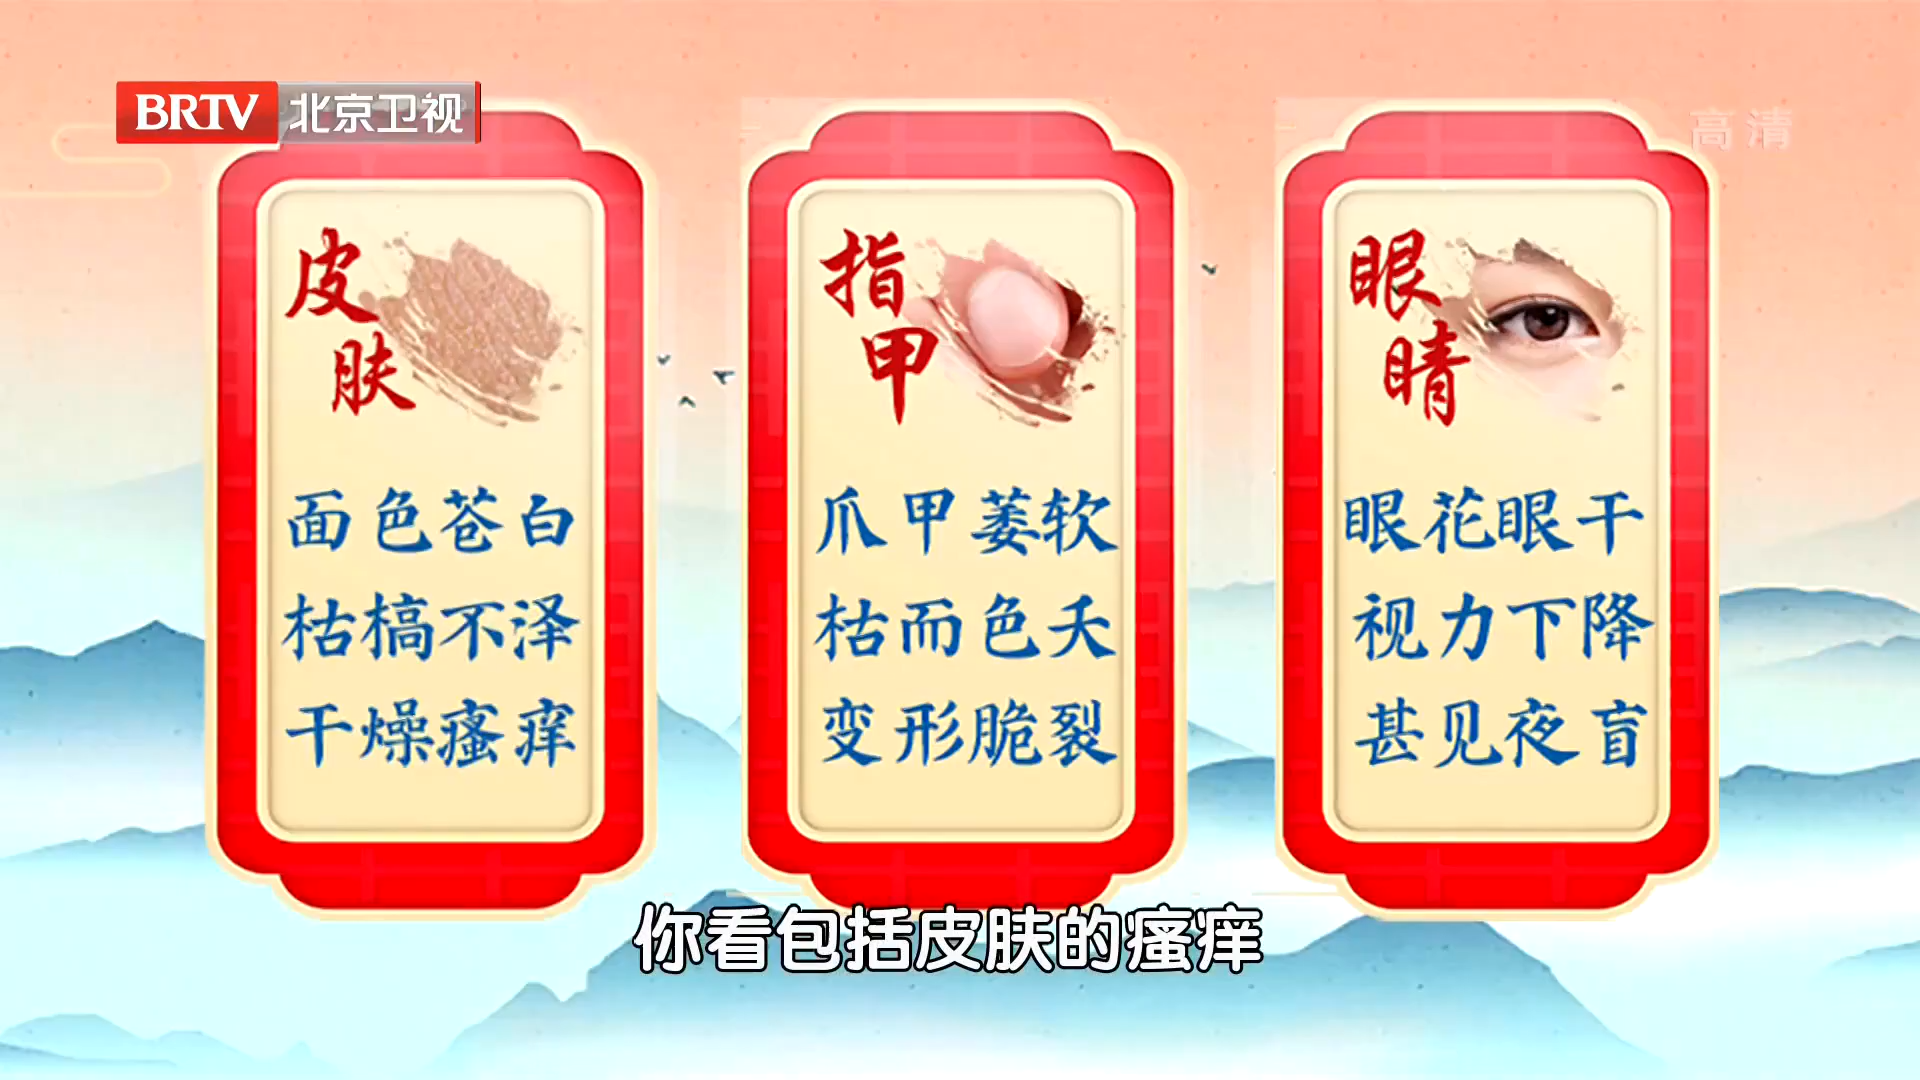 BRTV 北京卫视
高清
皮肤
面色苍白
枯槁不泽
干燥瘙痒
指甲
爪甲萎软
枯而色夭
变形脆裂
眼睛
眼花眼干
视力下降
甚见夜盲
你看包括皮肤的瘙痒